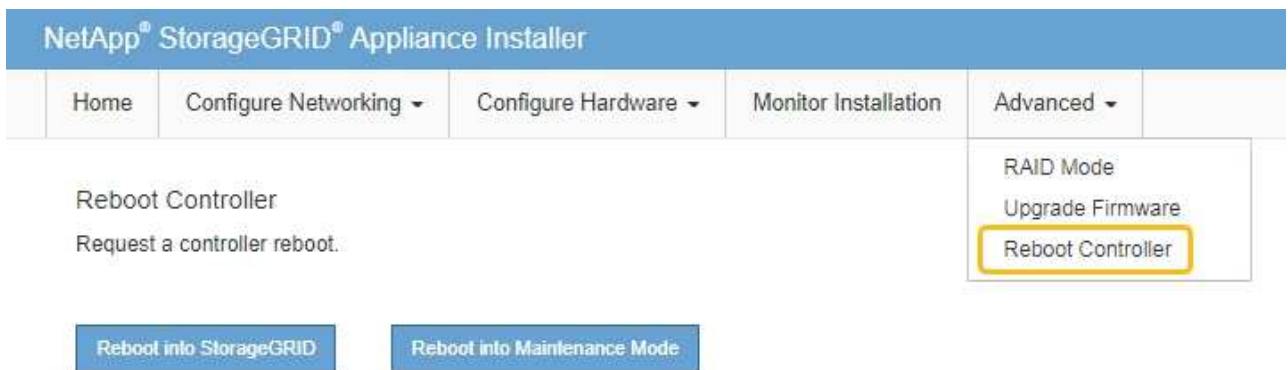 NetApp® StorageGRID® Appliance Installer
Home Configure Networking Configure Hardware Monitor Installation Advanced
RAID Mode
Upgrade Firmware
Reboot Controller
Reboot Controller
Request a controller reboot.
Reboot into StorageGRID Reboot into Maintenance Mode